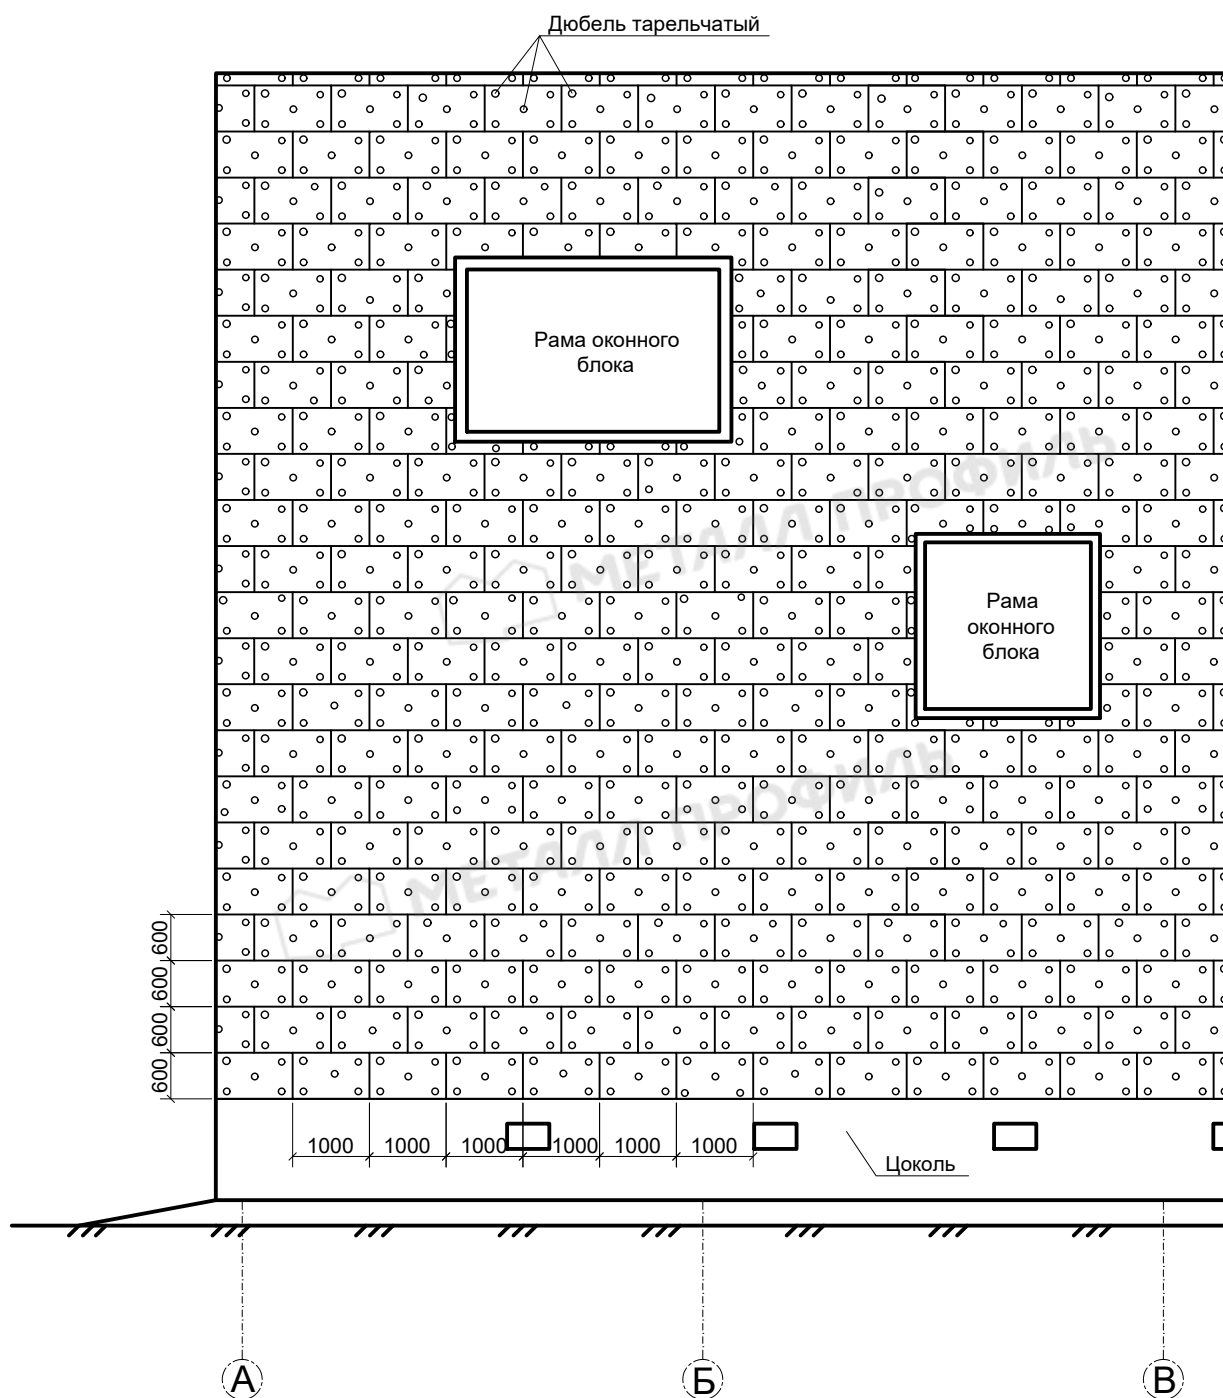 Дюбель тарельчатый
Рама оконного
блока
МЕТАЛЛ ПРОФИЛЬ
Рама
оконного
блока
МЕТАЛЛ ПРОФИЛЬ
600
600
600
600
1000
1000
1000
1000
1000
1000
Цоколь
А
Б
В